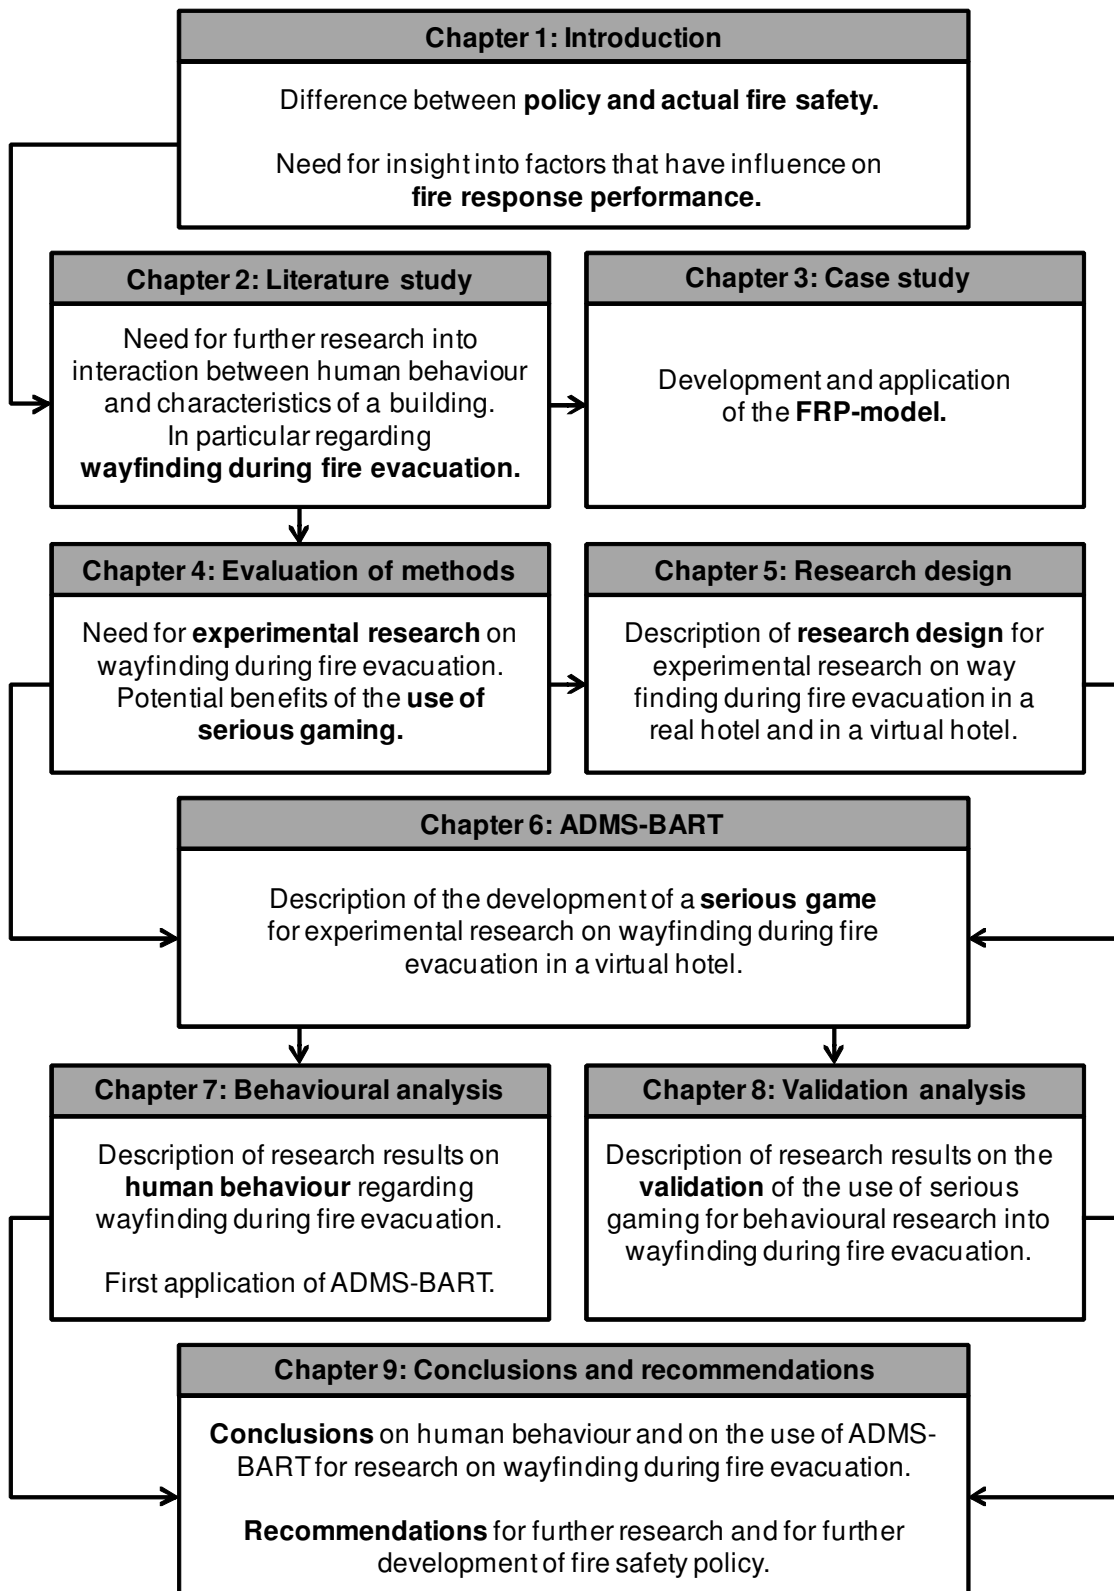 Chapter 1: Introduction
Difference between policy and actual fire safety.
Need for insight into factors that have influence on
fire response performance.
Chapter 2: Literature study
Need for further research into
interaction between human behaviour
and characteristics of a building.
In particular regarding
wayfinding during fire evacuation.
Chapter 3: Case study
Development and application
of the FRP-model.
Chapter 4: Evaluation of methods
Need for experimental research on
wayfinding during fire evacuation.
Potential benefits of the use of
serious gaming.
Chapter 5: Research design
Description of research design for
experimental research on way
finding during fire evacuation in a
real hotel and in a virtual hotel.
Chapter 6: ADMS-BART
Description of the development of a serious game
for experimental research on wayfinding during fire
evacuation in a virtual hotel.
Chapter 7: Behavioural analysis
Description of research results on
human behaviour regarding
wayfinding during fire evacuation.
First application of ADMS-BART.
Chapter 8: Validation analysis
Description of research results on the
validation of the use of serious
gaming for behavioural research into
wayfinding during fire evacuation.
Chapter 9: Conclusions and recommendations
Conclusions on human behaviour and on the use of ADMS-
BART for research on wayfinding during fire evacuation.
Recommendations for further research and for further
development of fire safety policy.